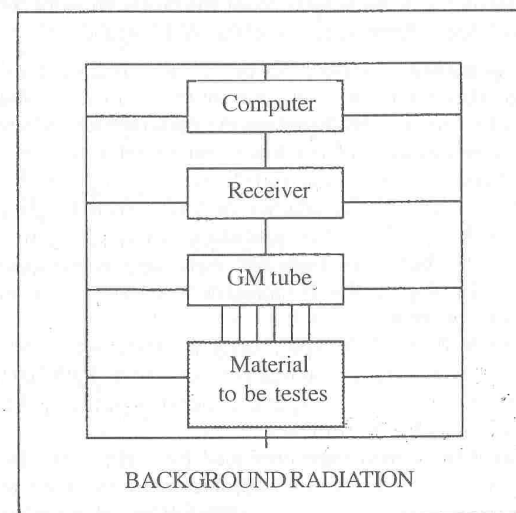 Computer
Receiver
GM tube
Material
to be testes
BACKGROUND RADIATION